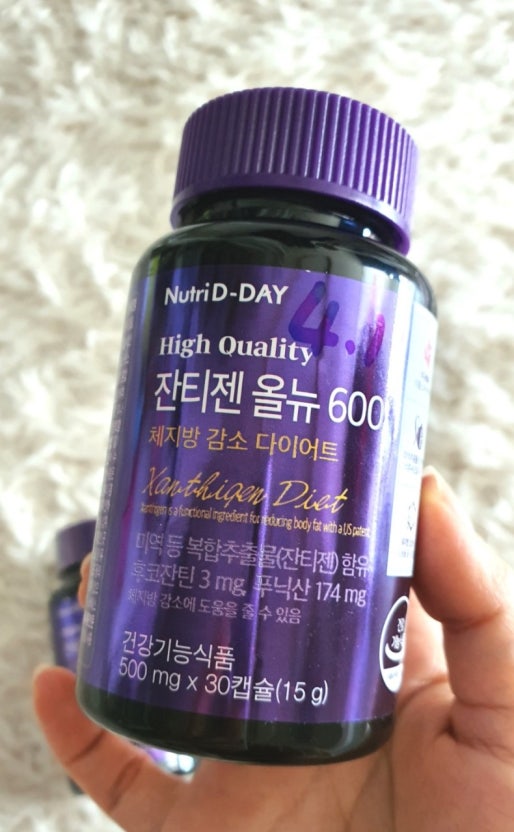 NutriD-DAY
4.1
High Quality
잔티젠 올뉴 600
체지방 감소 다이어트
Xanthigen Diet
Xanthigen is a functional ingredient for reducing body fat with a US patent
미역 등 복합추출물(잔티젠) 함유
후코잔틴 3 mg, 푸닉산 174 mg
체지방 감소에 도움을 줄 수 있음
건강기능식품
500 mg x 30캡슐(15 g)